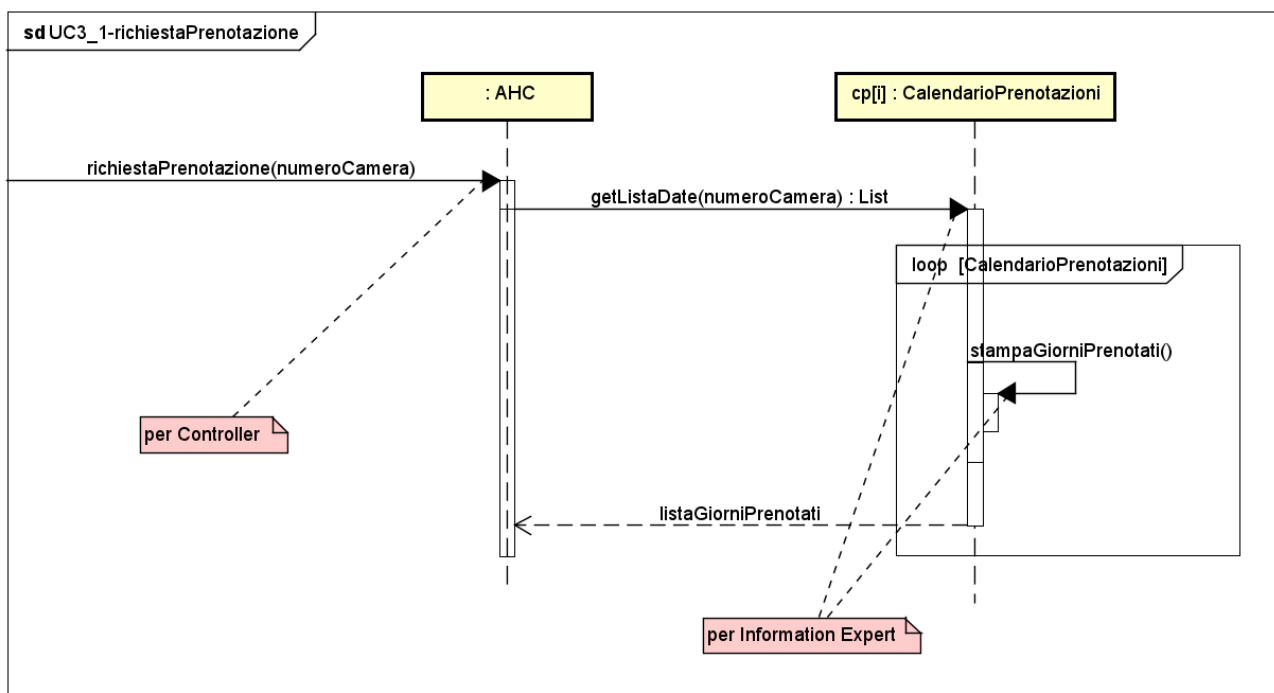 sd UC3_1-richiestaPrenotazione
: AHC
cp[i] : CalendarioPrenotazioni
richiestaPrenotazione(numeroCamera)
getListaDate(numeroCamera) : List
loop [CalendarioPrenotazioni]
stampaGiorniPrenotati()
per Controller
listaGiorniPrenotati
per Information Expert